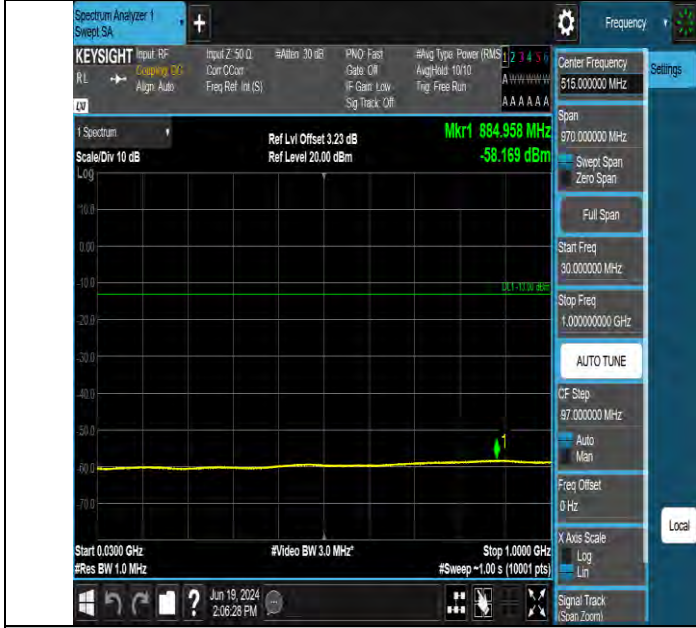 Spectrum Analyzer 1
Swept SA
+
Frequency
KEYSIGHT
RL
LXI
Input: RF
Coupling: DC
Align: Auto
Input Z: 50 Ω
Corr CCorr
Freq Ref: Int (S)
#Atten: 30 dB
PNO: Fast
Gate: Off
IF Gain: Low
Sig Track: Off
#Avg Type: Power (RMS
Avg|Hold: 10/10
Trig: Free Run
1 2 3 4 5 6
A W W W W W
A A A A A A
1 Spectrum
Scale/Div 10 dB
Log
Ref Lvl Offset 3.23 dB
Ref Level 20.00 dBm
Mkr1 884.958 MHz
-58.169 dBm
10.0
0.00
-10.0
DL1 -13.00 dBm
-20.0
-30.0
-40.0
-50.0
1
-60.0
-70.0
Start 0.0300 GHz
#Res BW 1.0 MHz
#Video BW 3.0 MHz*
Stop 1.0000 GHz
#Sweep ~1.00 s (10001 pts)
?
Jun 19, 2024
2:06:28 PM
Center Frequency
515.000000 MHz
Settings
Span
970.000000 MHz
Swept Span
Zero Span
Full Span
Start Freq
30.000000 MHz
Stop Freq
1.000000000 GHz
AUTO TUNE
CF Step
97.000000 MHz
Auto
Man
Freq Offset
0 Hz
X Axis Scale
Log
Lin
Signal Track
(Span Zoom)
Local